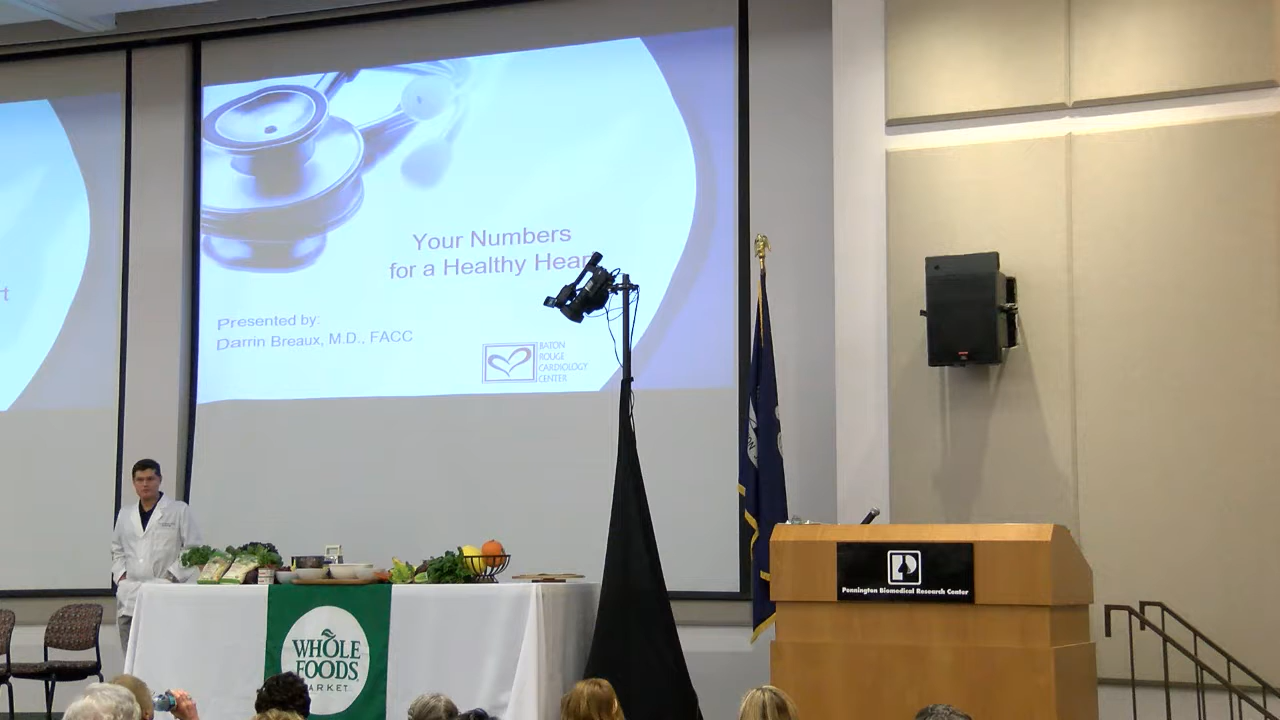 Your Numbers
for a Healthy Hear
Presented by:
Darrin Breaux, M.D., FACC
BATON
ROUGE
CARDIOLOGY
CENTER
rt
Pennington Biomedical Research Center
WHOLE
FOODS
MARKET